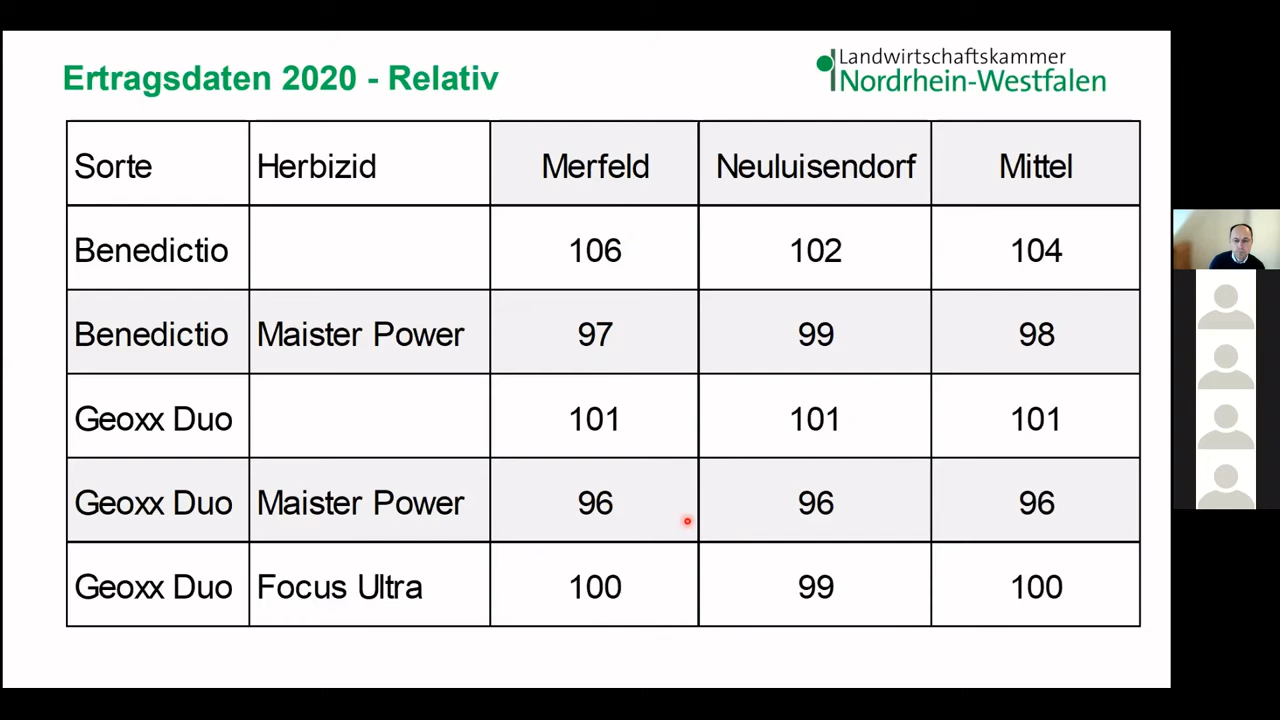 Ertragsdaten 2020 - Relativ
Landwirtschaftskammer
Nordrhein-Westfalen
Sorte Herbizid Merfeld Neuluisendorf Mittel
Benedictio 106 102 104
Benedictio Maister Power 97 99 98
Geoxx Duo 101 101 101
Geoxx Duo Maister Power 96 96 96
Geoxx Duo Focus Ultra 100 99 100